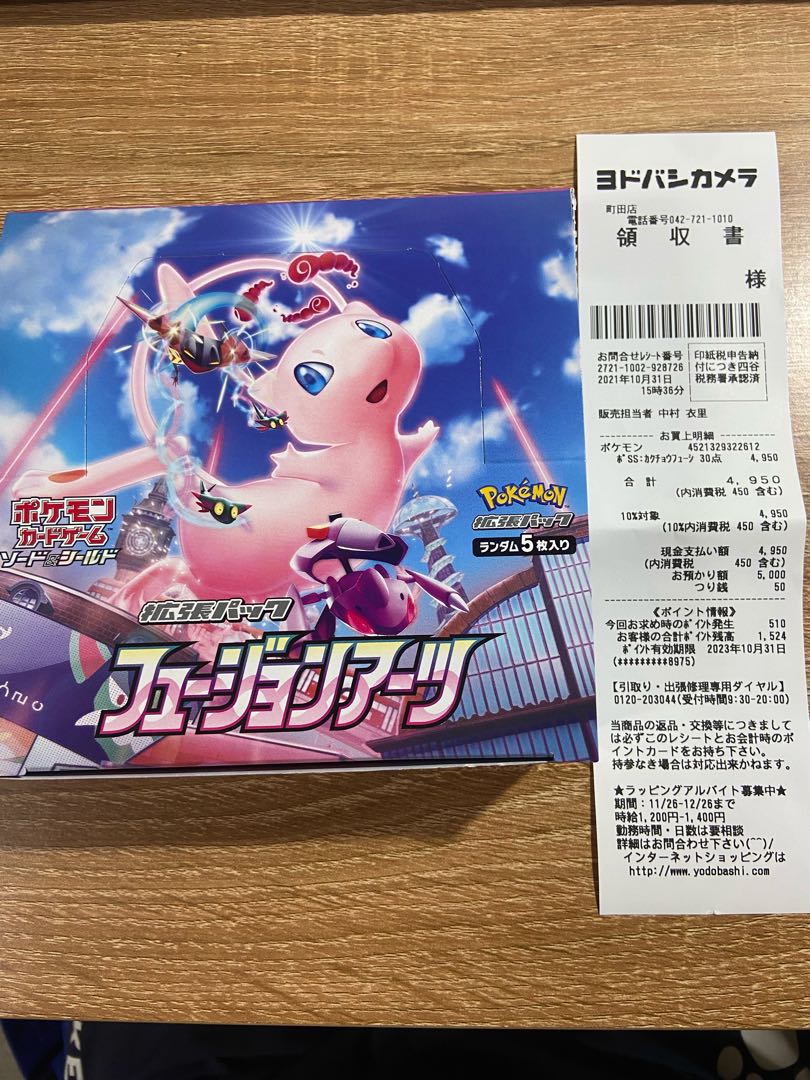 ポケモン
カードゲーム
ソード&シールド
POKÉMON
拡張パック
ランダム5枚入り
拡張パック
フュージョンアーツ
ヨドバシカメラ
町田店
電話番号042-721-1010
領 収 書
様
お問合せレシート番号
2721-1002-928726
2021年10月31日
15時36分
印紙税申告納
付につき四谷
税務署承認済
販売担当者 中村 衣里
お買上明細
ポケモン 4521329322612
ポSS:カクチョウフュージ 30点 4,950
合 計 4,950
(内消費税 450 含む)
10%対象 4,950
(10%内消費税 450 含む)
現金支払い額 4,950
(内消費税 450 含む)
お預かり額 5,000
つり銭 50
《ポイント情報》
今回お求め時のポイント発生 510
お客様の合計ポイント残高 1,524
ポイント有効期限 2023年10月31日
(*********8975)
【引取り・出張修理専用ダイヤル】
0120-203044(受付時間9:30-20:00)
当商品の返品・交換等につきまして
は必ずこのレシートとお会計時のポ
イントカードをお持ち下さい。
持参なき場合は対応出来かねます。
★ラッピングアルバイト募集中★
期間:11/26-12/26まで
時給1,200円-1,400円
勤務時間・日数は要相談
詳細はお問合わせ下さい(^^)/
インターネットショッピングは
http://www.yodobashi.com